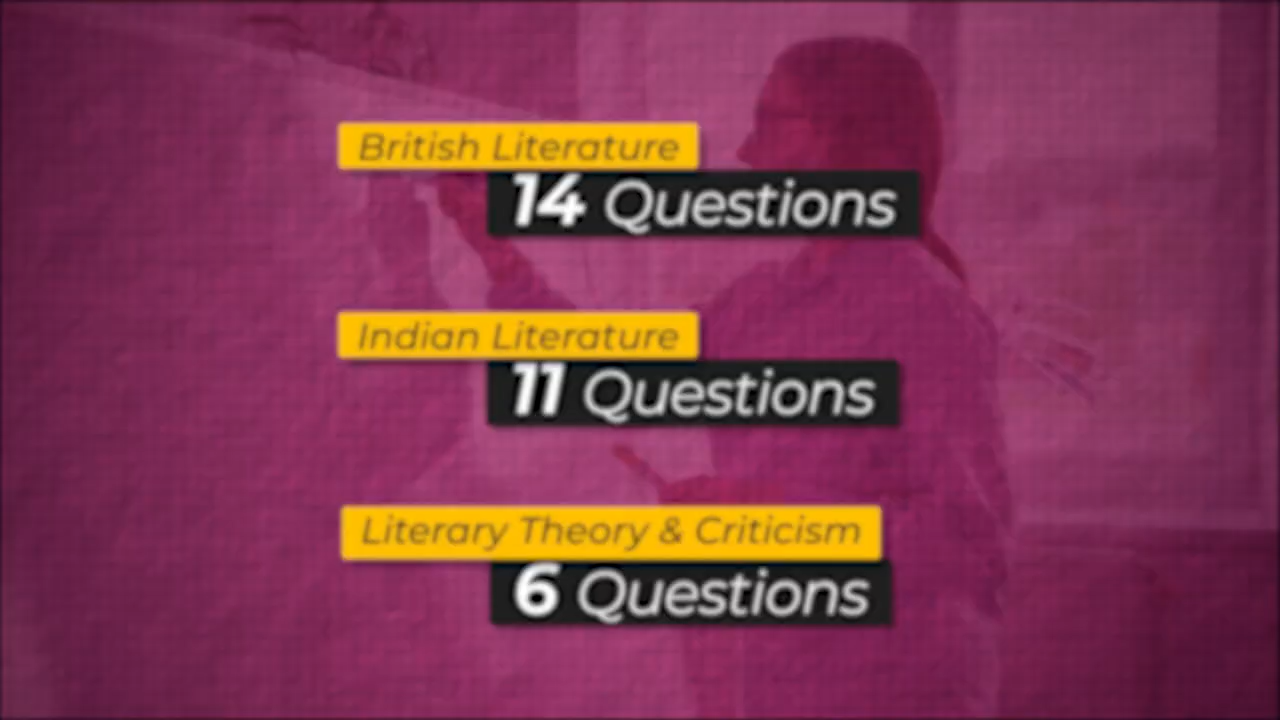 British Literature
14 Questions
Indian Literature
11 Questions
Literary Theory & Criticism
6 Questions